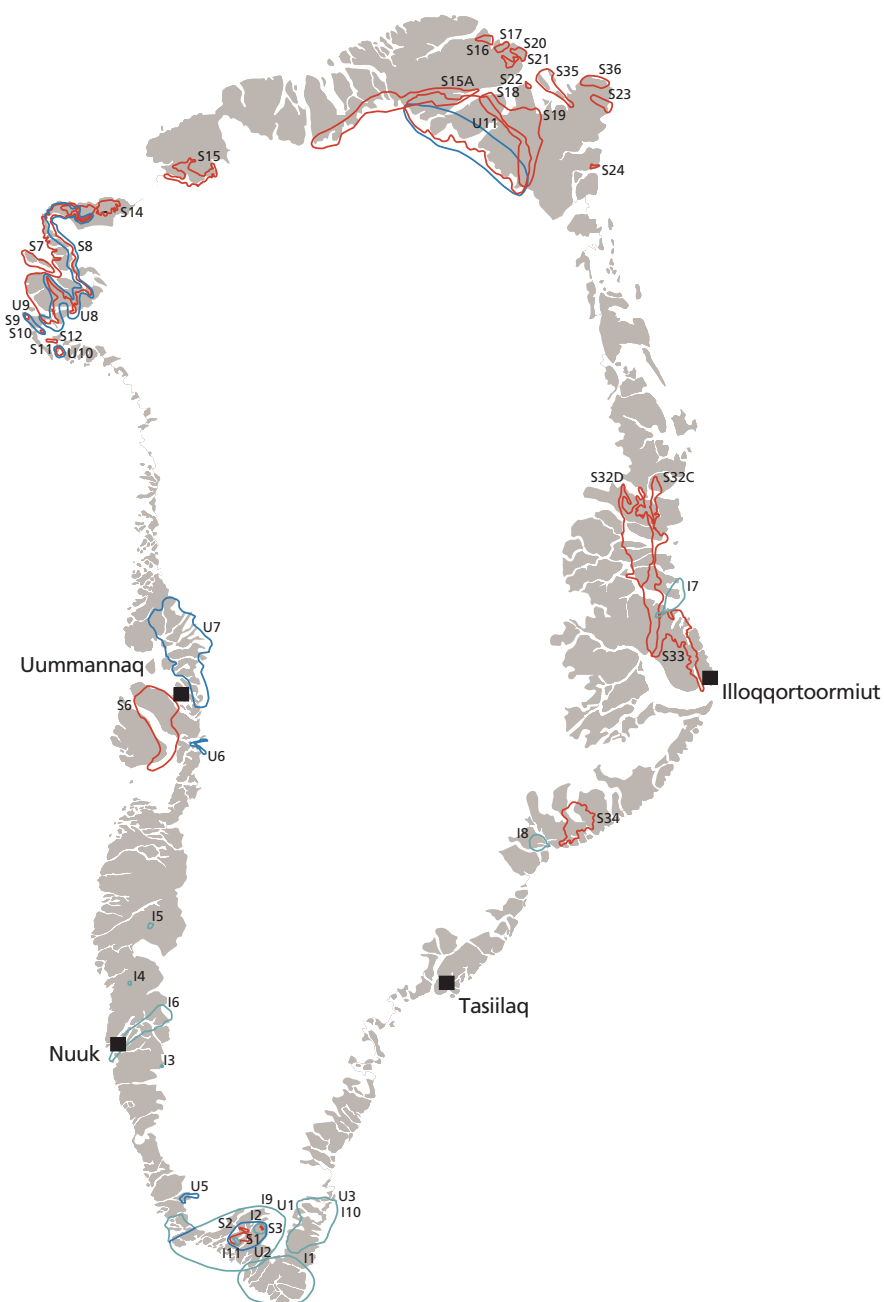 S17
S16
S20
S21
S35
S36
S15A
S22
S18
S23
S19
U11
S15
S24
S14
S7
S8
U9
S9
U8
S10
S12
S11
U10
S32D
S32C
I7
U7
Uummannaq
S33
Illoqqortoormiut
S6
U6
S34
I8
I5
I4
Tasiilaq
I6
Nuuk
I3
U5
I9
U1
U3
I2
I10
S2
S3
S1
I11
U2
I1